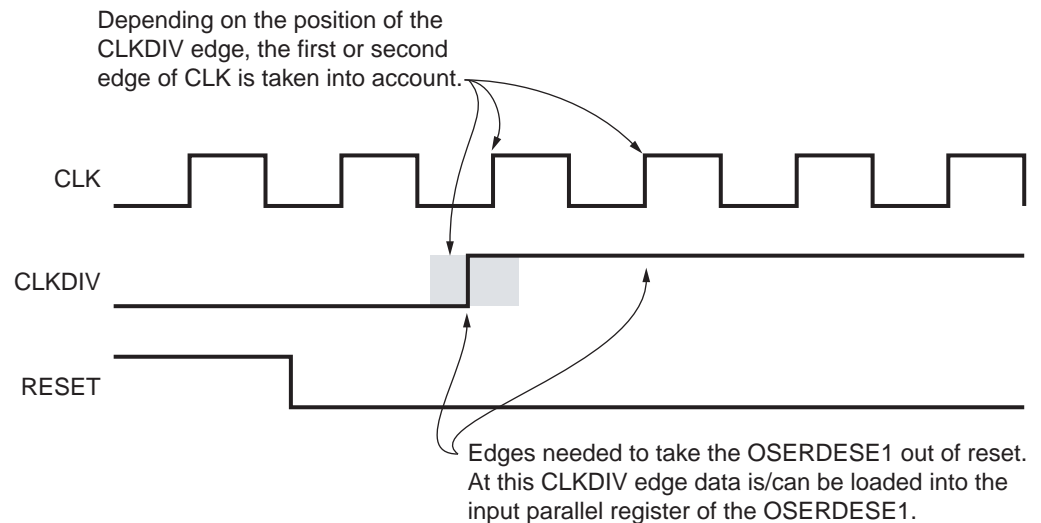 Depending on the position of the
CLKDIV edge, the first or second
edge of CLK is taken into account.
CLK
CLKDIV
RESET
Edges needed to take the OSERDESE1 out of reset.
At this CLKDIV edge data is/can be loaded into the
input parallel register of the OSERDESE1.